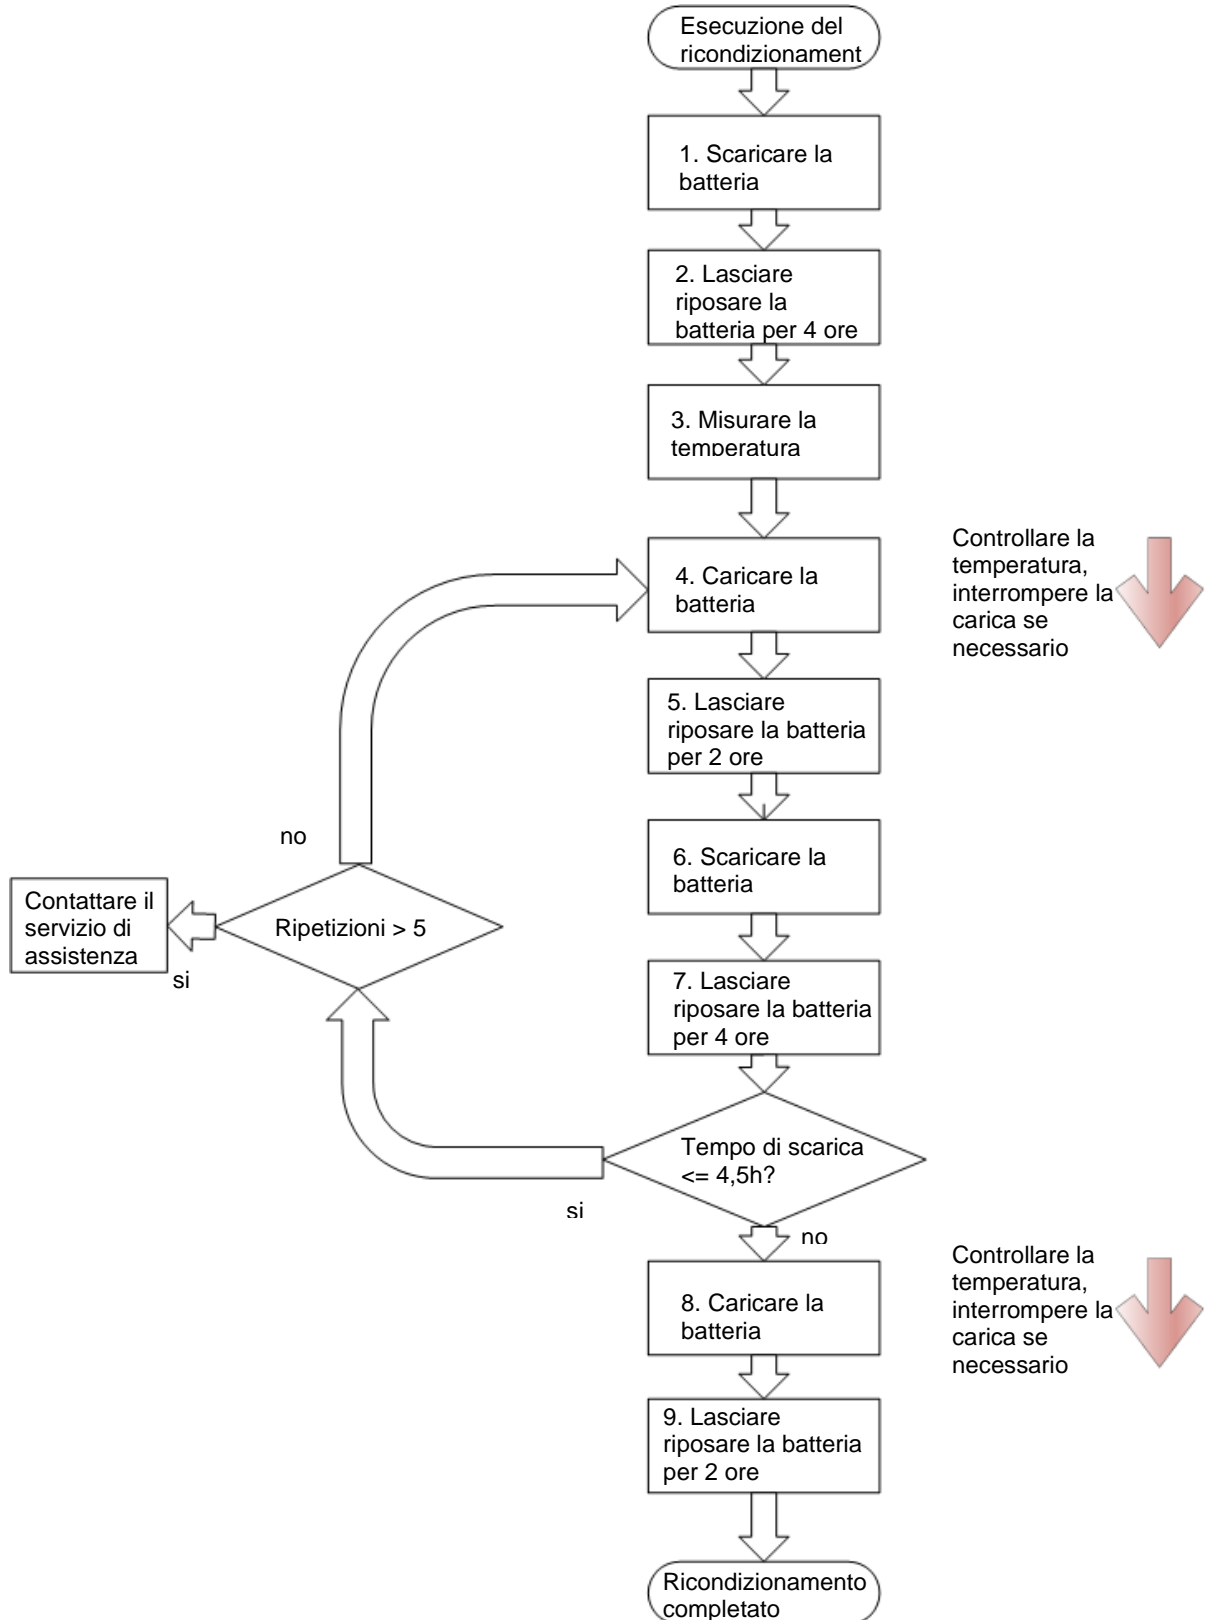 Esecuzione del
ricondizionament
1. Scaricare la
batteria
2. Lasciare
riposare la
batteria per 4 ore
3. Misurare la
temperatura
Controllare la
temperatura,
interrompere la
carica se
necessario
4. Caricare la
batteria
5. Lasciare
riposare la batteria
per 2 ore
no
6. Scaricare la
batteria
Contattare il
servizio di
assistenza
Ripetizioni > 5
si
7. Lasciare
riposare la batteria
per 4 ore
Tempo di scarica
<= 4,5h?
si
no
Controllare la
temperatura,
interrompere la
carica se
necessario
8. Caricare la
batteria
9. Lasciare
riposare la batteria
per 2 ore
Ricondizionamento
completato